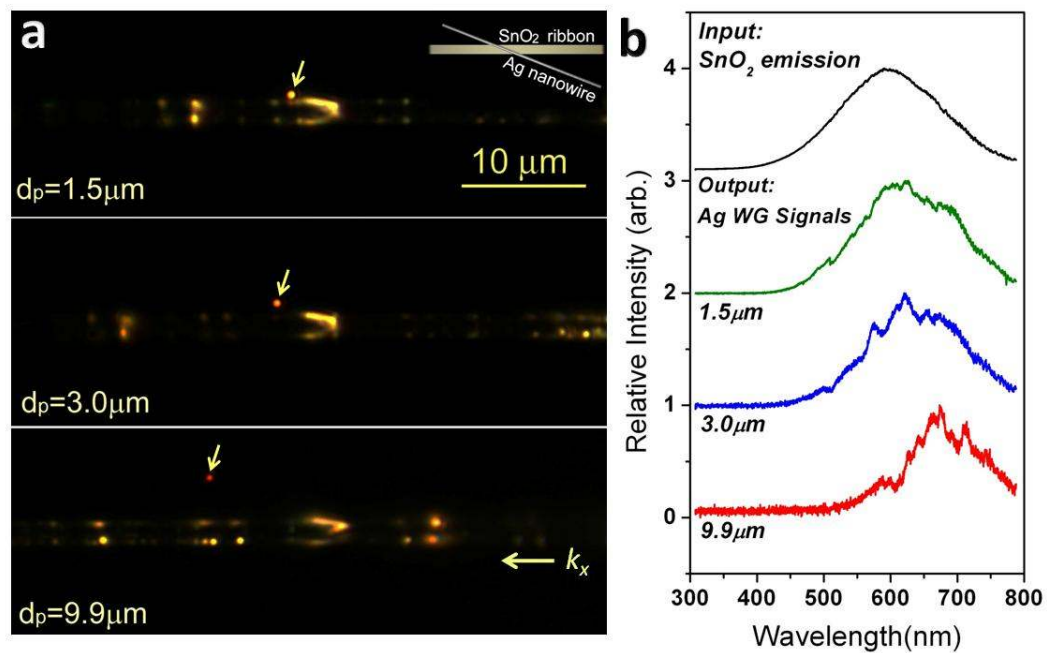 a
SnO₂ ribbon
Ag nanowire
10 μm
dₚ=1.5μm
dₚ=3.0μm
dₚ=9.9μm
kₓ
b
Input:
SnO₂ emission
Output:
Ag WG Signals
1.5μm
3.0μm
9.9μm
4
3
2
1
0
Relative Intensity (arb.)
300 400 500 600 700 800
Wavelength(nm)